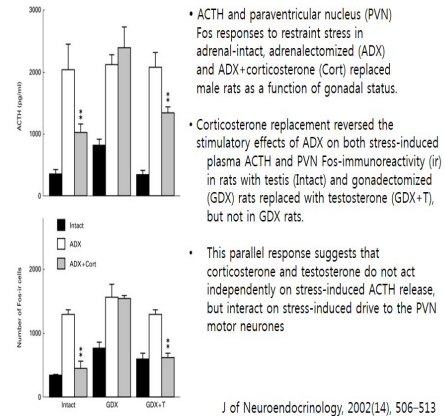 3000
2000
1000
0
ACTH (pg/ml)
**
**
• ACTH and paraventricular nucleus (PVN)
Fos responses to restraint stress in
adrenal-intact, adrenalectomized (ADX)
and ADX+corticosterone (Cort) replaced
male rats as a function of gonadal status.
• Corticosterone replacement reversed the
stimulatory effects of ADX on both stress-induced
plasma ACTH and PVN Fos-immunoreactivity (ir)
in rats with testis (Intact) and gonadectomized
(GDX) rats replaced with testosterone (GDX+T),
but not in GDX rats.
• This parallel response suggests that
corticosterone and testosterone do not act
independently on stress-induced ACTH release,
but interact on stress-induced drive to the PVN
motor neurones
Intact
ADX
ADX+Cort
2000
1000
0
Number of Fos-ir cells
**
**
Intact GDX GDX+T
J of Neuroendocrinology, 2002(14), 506–513